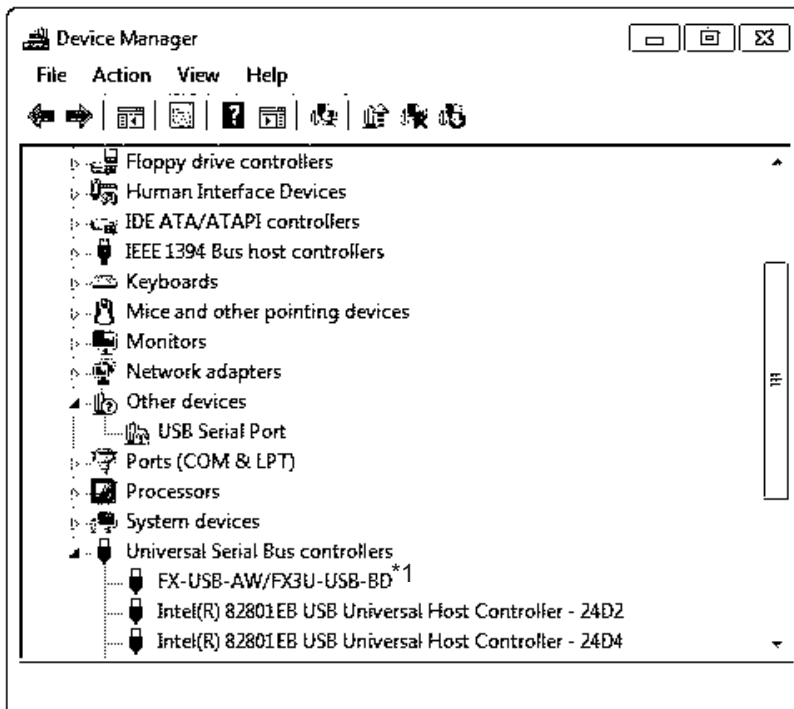 Device Manager
File Action View Help
Floppy drive controllers
Human Interface Devices
IDE ATA/ATAPI controllers
IEEE 1394 Bus host controllers
Keyboards
Mice and other pointing devices
Monitors
Network adapters
Other devices
USB Serial Port
Ports (COM & LPT)
Processors
System devices
Universal Serial Bus controllers
FX-USB-AW/FX3U-USB-BD*1
Intel(R) 82801EB USB Universal Host Controller - 24D2
Intel(R) 82801EB USB Universal Host Controller - 24D4